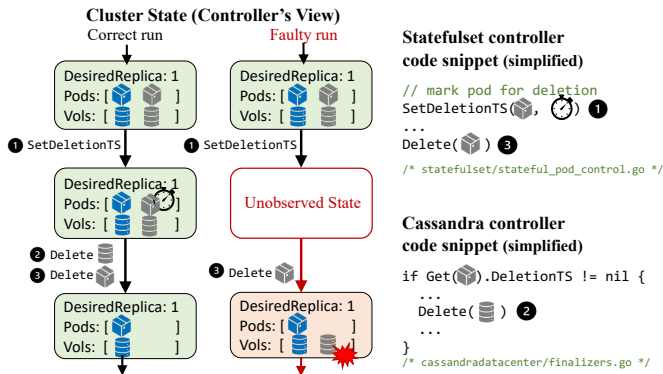 Cluster State (Controller's View)
Correct run
Faulty run
DesiredReplica: 1
Pods: [ ]
Vols: [ ]
DesiredReplica: 1
Pods: [ ]
Vols: [ ]
1 SetDeletionTS
1 SetDeletionTS
DesiredReplica: 1
Pods: [ ]
Vols: [ ]
Unobserved State
2 Delete
3 Delete
3 Delete
DesiredReplica: 1
Pods: [ ]
Vols: [ ]
DesiredReplica: 1
Pods: [ ]
Vols: [ ]
Statefulset controller
code snippet (simplified)
// mark pod for deletion
SetDeletionTS( , ) 1
...
Delete( ) 3
/* statefulset/stateful_pod_control.go */
Cassandra controller
code snippet (simplified)
if Get( ).DeletionTS != nil {
...
Delete( ) 2
...
}
/* cassandradatacenter/finalizers.go */